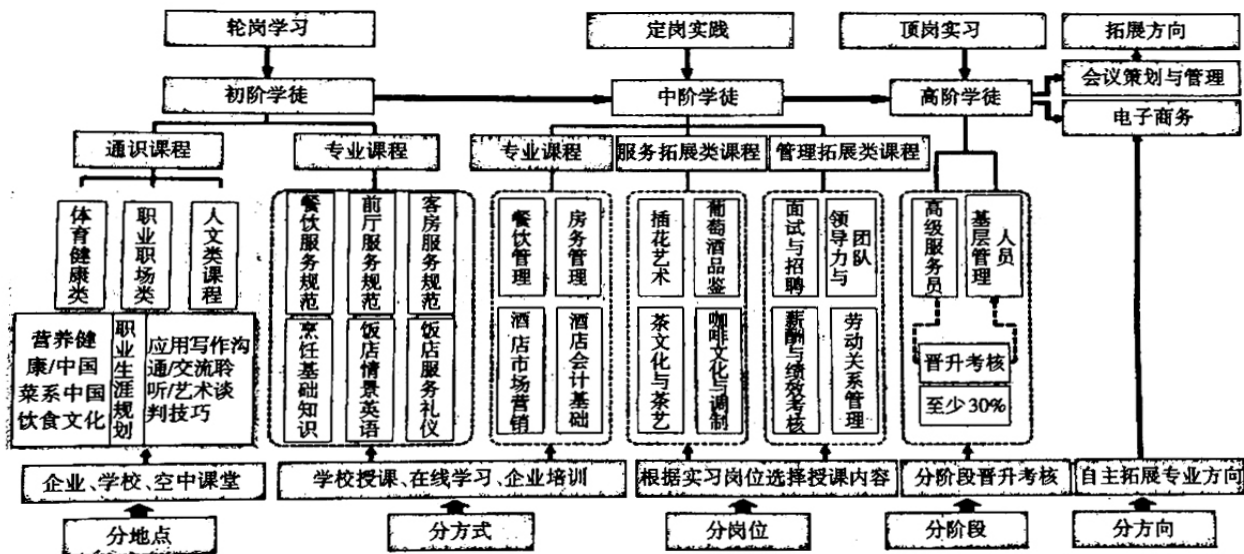 轮岗学习
定岗实践
顶岗实习
拓展方向
初阶学徒
中阶学徒
高阶学徒
会议策划与管理
电子商务
通识课程
专业课程
专业课程
服务拓展类课程
管理拓展类课程
体育健康类
职业职场类
人文类课程
餐饮服务规范
前厅服务规范
客房服务规范
餐饮管理
房务管理
插花艺术
葡萄酒品鉴
面试与招聘
团队
领导力与
高级服务员
人员
基层管理
营养健
康/中国
菜系中国
饮食文化
职业生涯规划
应用写作沟
通/交流聆
听/艺术谈
判技巧
烹饪基础知识
饭店情景英语
饭店服务礼仪
酒店市场营销
酒店会计基础
茶文化与茶艺
咖啡文化与调制
薪酬与绩效考核
劳动关系管理
晋升考核
至少30%
企业、学校、空中课堂
学校授课、在线学习、企业培训
根据实习岗位选择授课内容
分阶段晋升考核
自主拓展专业方向
分地点
分方式
分岗位
分阶段
分方向